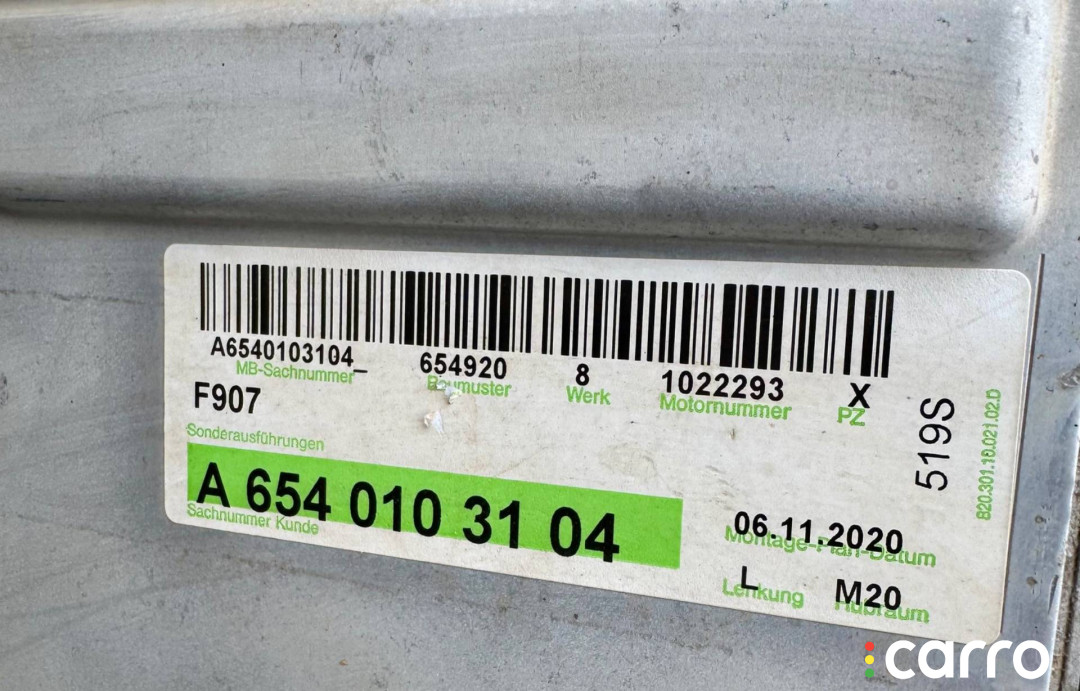 A6540103104_ 654920 8 1022293 X
MB-Sachnummer Baumuster Werk Motornummer PZ
F907
519S
820.301.10.021.02.D
Sonderausführungen
A 654 010 31 04
Sachnummer Kunde
06.11.2020
Montage-Plan-Datum
L M20
Lenkung Hubraum
carro